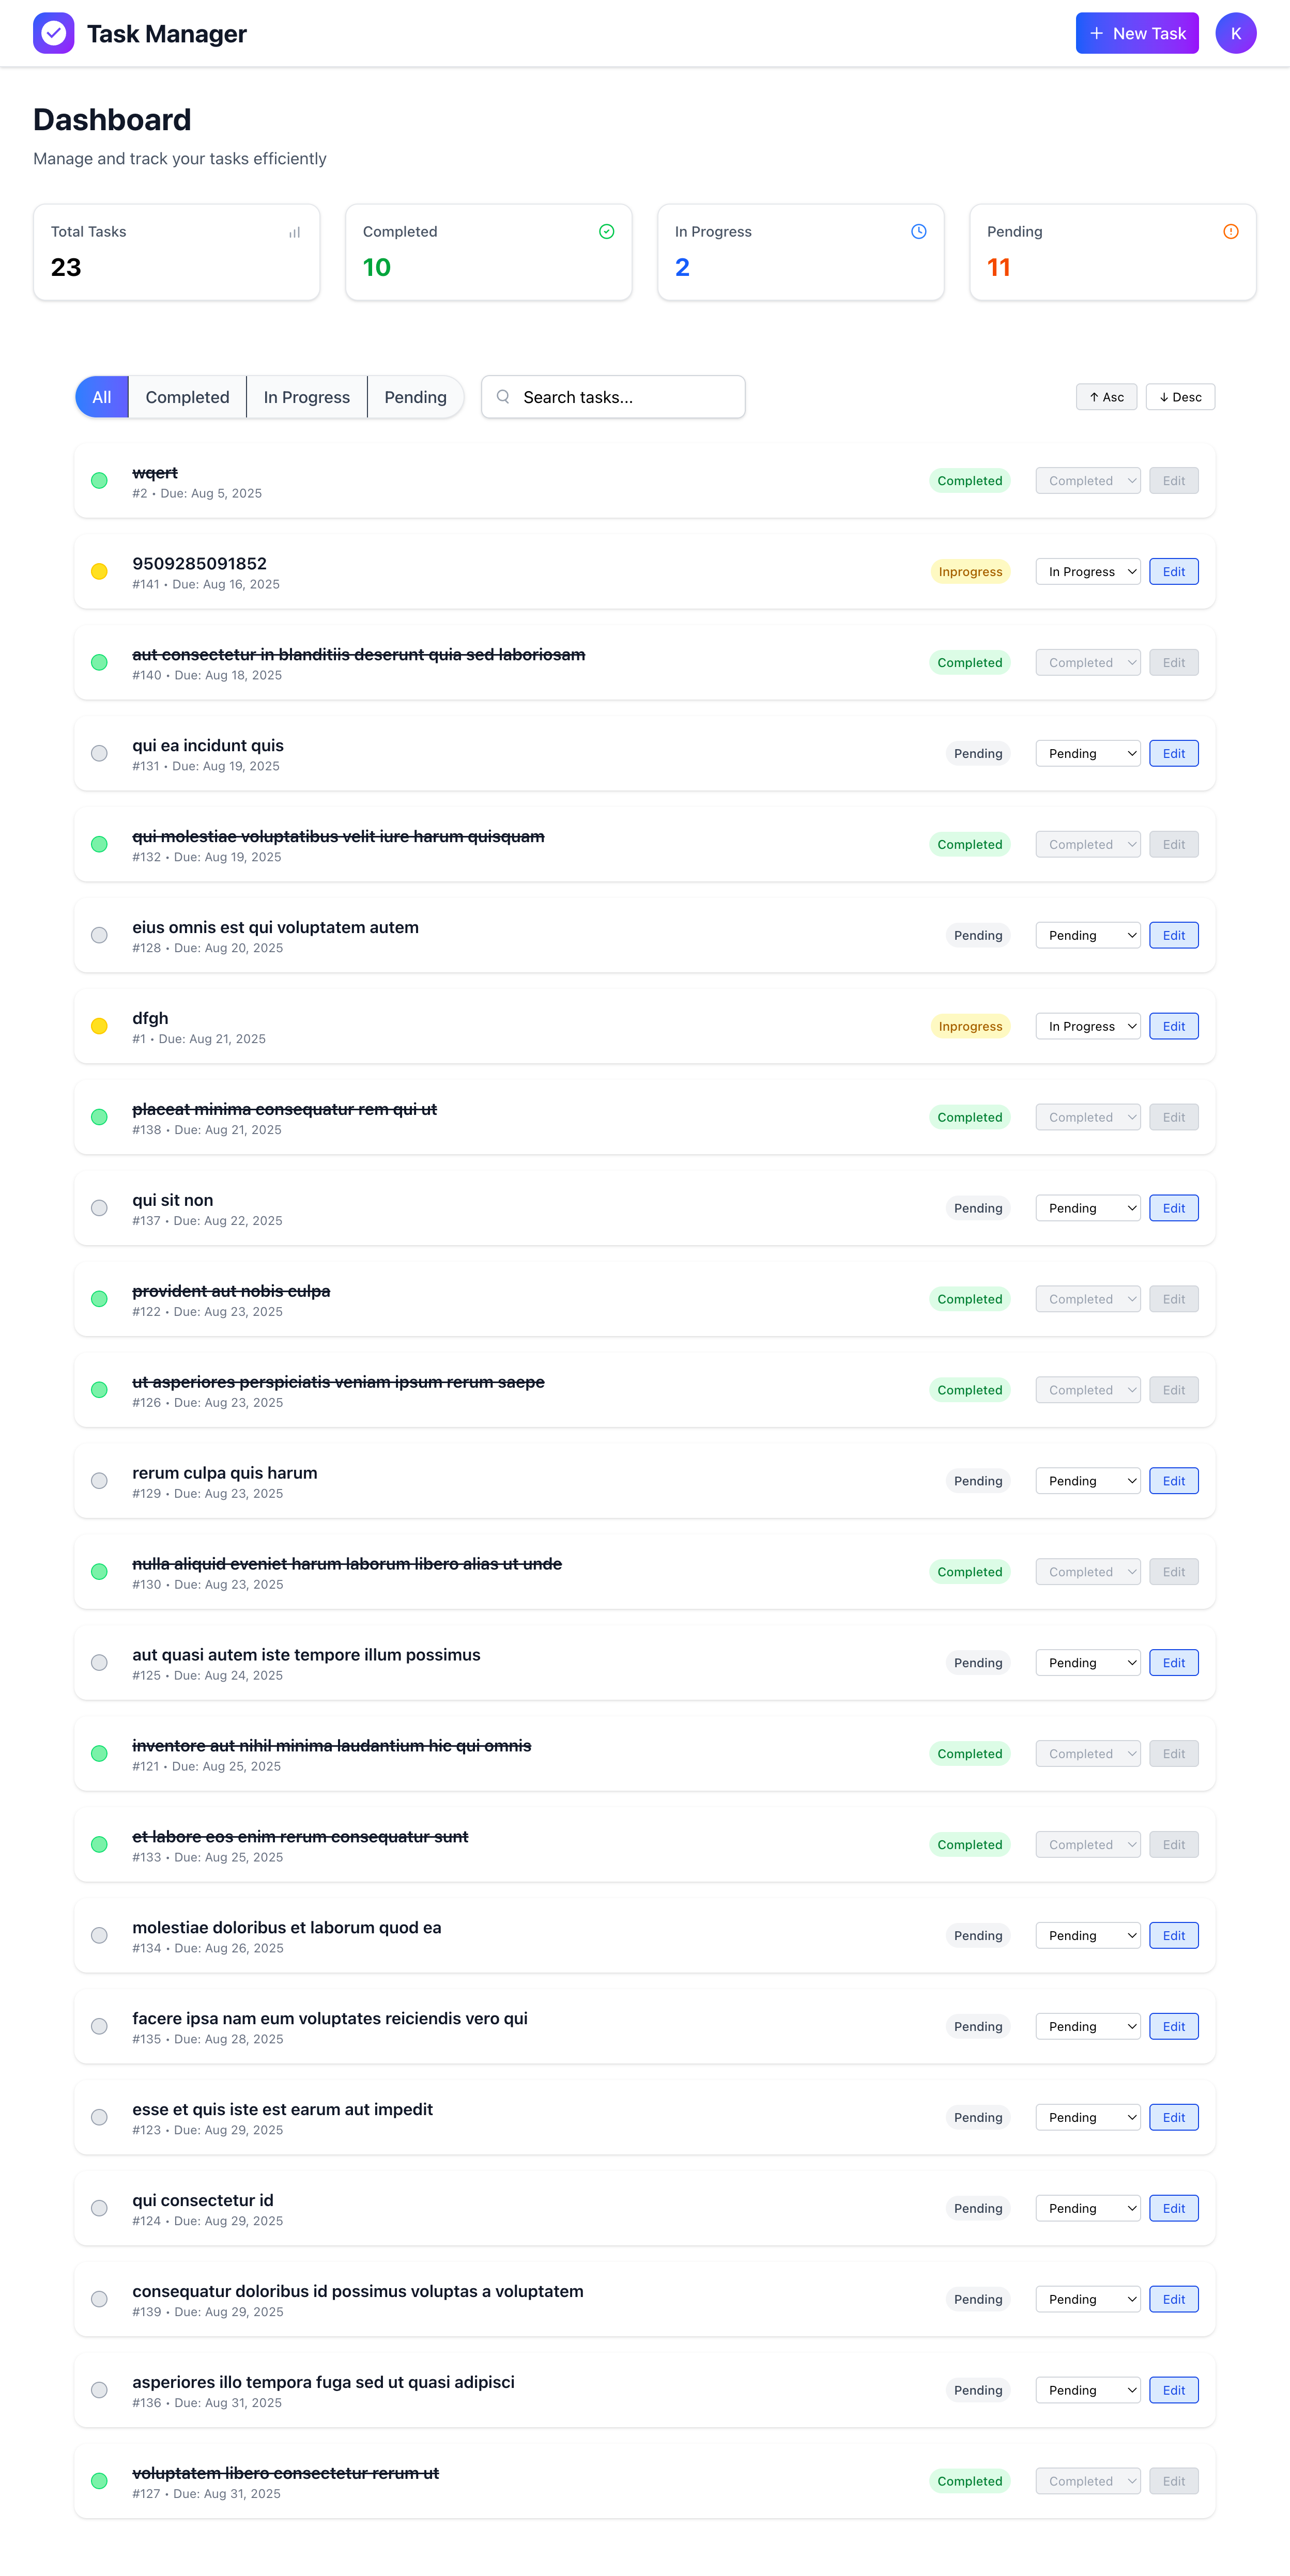 Task Manager
+ New Task
K
Dashboard
Manage and track your tasks efficiently
Total Tasks
23
Completed
10
In Progress
2
Pending
11
All
Completed
In Progress
Pending
Search tasks...
↑ Asc
↓ Desc
wqert
#2 • Due: Aug 5, 2025
Completed
Completed
Edit
9509285091852
#141 • Due: Aug 16, 2025
Inprogress
In Progress
Edit
aut consectetur in blanditiis deserunt quia sed laboriosam
#140 • Due: Aug 18, 2025
Completed
Completed
Edit
qui ea incidunt quis
#131 • Due: Aug 19, 2025
Pending
Pending
Edit
qui molestiae voluptatibus velit iure harum quisquam
#132 • Due: Aug 19, 2025
Completed
Completed
Edit
eius omnis est qui voluptatem autem
#128 • Due: Aug 20, 2025
Pending
Pending
Edit
dfgh
#1 • Due: Aug 21, 2025
Inprogress
In Progress
Edit
placeat minima consequatur rem qui ut
#138 • Due: Aug 21, 2025
Completed
Completed
Edit
qui sit non
#137 • Due: Aug 22, 2025
Pending
Pending
Edit
provident aut nobis culpa
#122 • Due: Aug 23, 2025
Completed
Completed
Edit
ut asperiores perspiciatis veniam ipsum rerum saepe
#126 • Due: Aug 23, 2025
Completed
Completed
Edit
rerum culpa quis harum
#129 • Due: Aug 23, 2025
Pending
Pending
Edit
nulla aliquid eveniet harum laborum libero alias ut unde
#130 • Due: Aug 23, 2025
Completed
Completed
Edit
aut quasi autem iste tempore illum possimus
#125 • Due: Aug 24, 2025
Pending
Pending
Edit
inventore aut nihil minima laudantium hic qui omnis
#121 • Due: Aug 25, 2025
Completed
Completed
Edit
et labore eos enim rerum consequatur sunt
#133 • Due: Aug 25, 2025
Completed
Completed
Edit
molestiae doloribus et laborum quod ea
#134 • Due: Aug 26, 2025
Pending
Pending
Edit
facere ipsa nam eum voluptates reiciendis vero qui
#135 • Due: Aug 28, 2025
Pending
Pending
Edit
esse et quis iste est earum aut impedit
#123 • Due: Aug 29, 2025
Pending
Pending
Edit
qui consectetur id
#124 • Due: Aug 29, 2025
Pending
Pending
Edit
consequatur doloribus id possimus voluptas a voluptatem
#139 • Due: Aug 29, 2025
Pending
Pending
Edit
asperiores illo tempora fuga sed ut quasi adipisci
#136 • Due: Aug 31, 2025
Pending
Pending
Edit
voluptatem libero consectetur rerum ut
#127 • Due: Aug 31, 2025
Completed
Completed
Edit